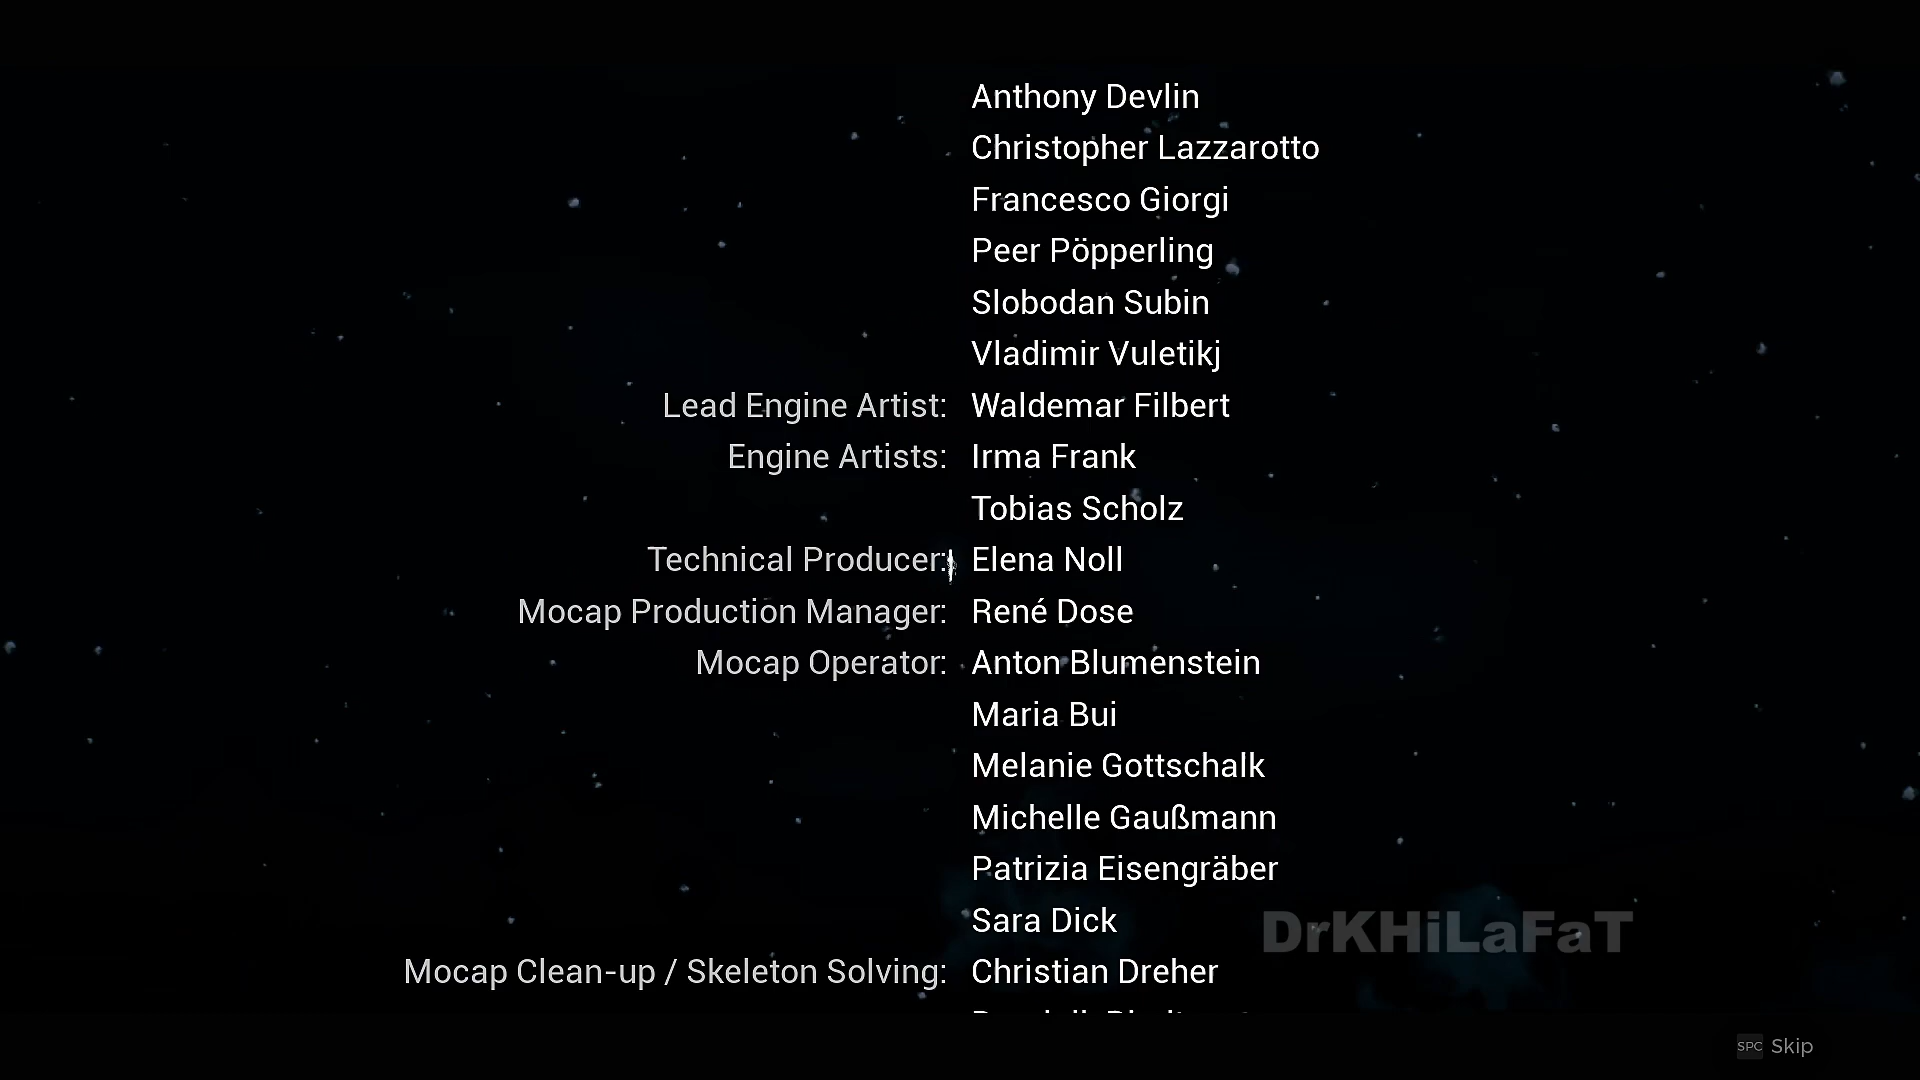 Anthony Devlin
Christopher Lazzarotto
Francesco Giorgi
Peer Pöpperling
Slobodan Subin
Vladimir Vuletikj
Lead Engine Artist: Waldemar Filbert
Engine Artists: Irma Frank
Tobias Scholz
Technical Producer: Elena Noll
Mocap Production Manager: René Dose
Mocap Operator: Anton Blumenstein
Maria Bui
Melanie Gottschalk
Michelle Gaußmann
Patrizia Eisengräber
Sara Dick
DrKHiLaFaT
Mocap Clean-up / Skeleton Solving: Christian Dreher
SPC Skip